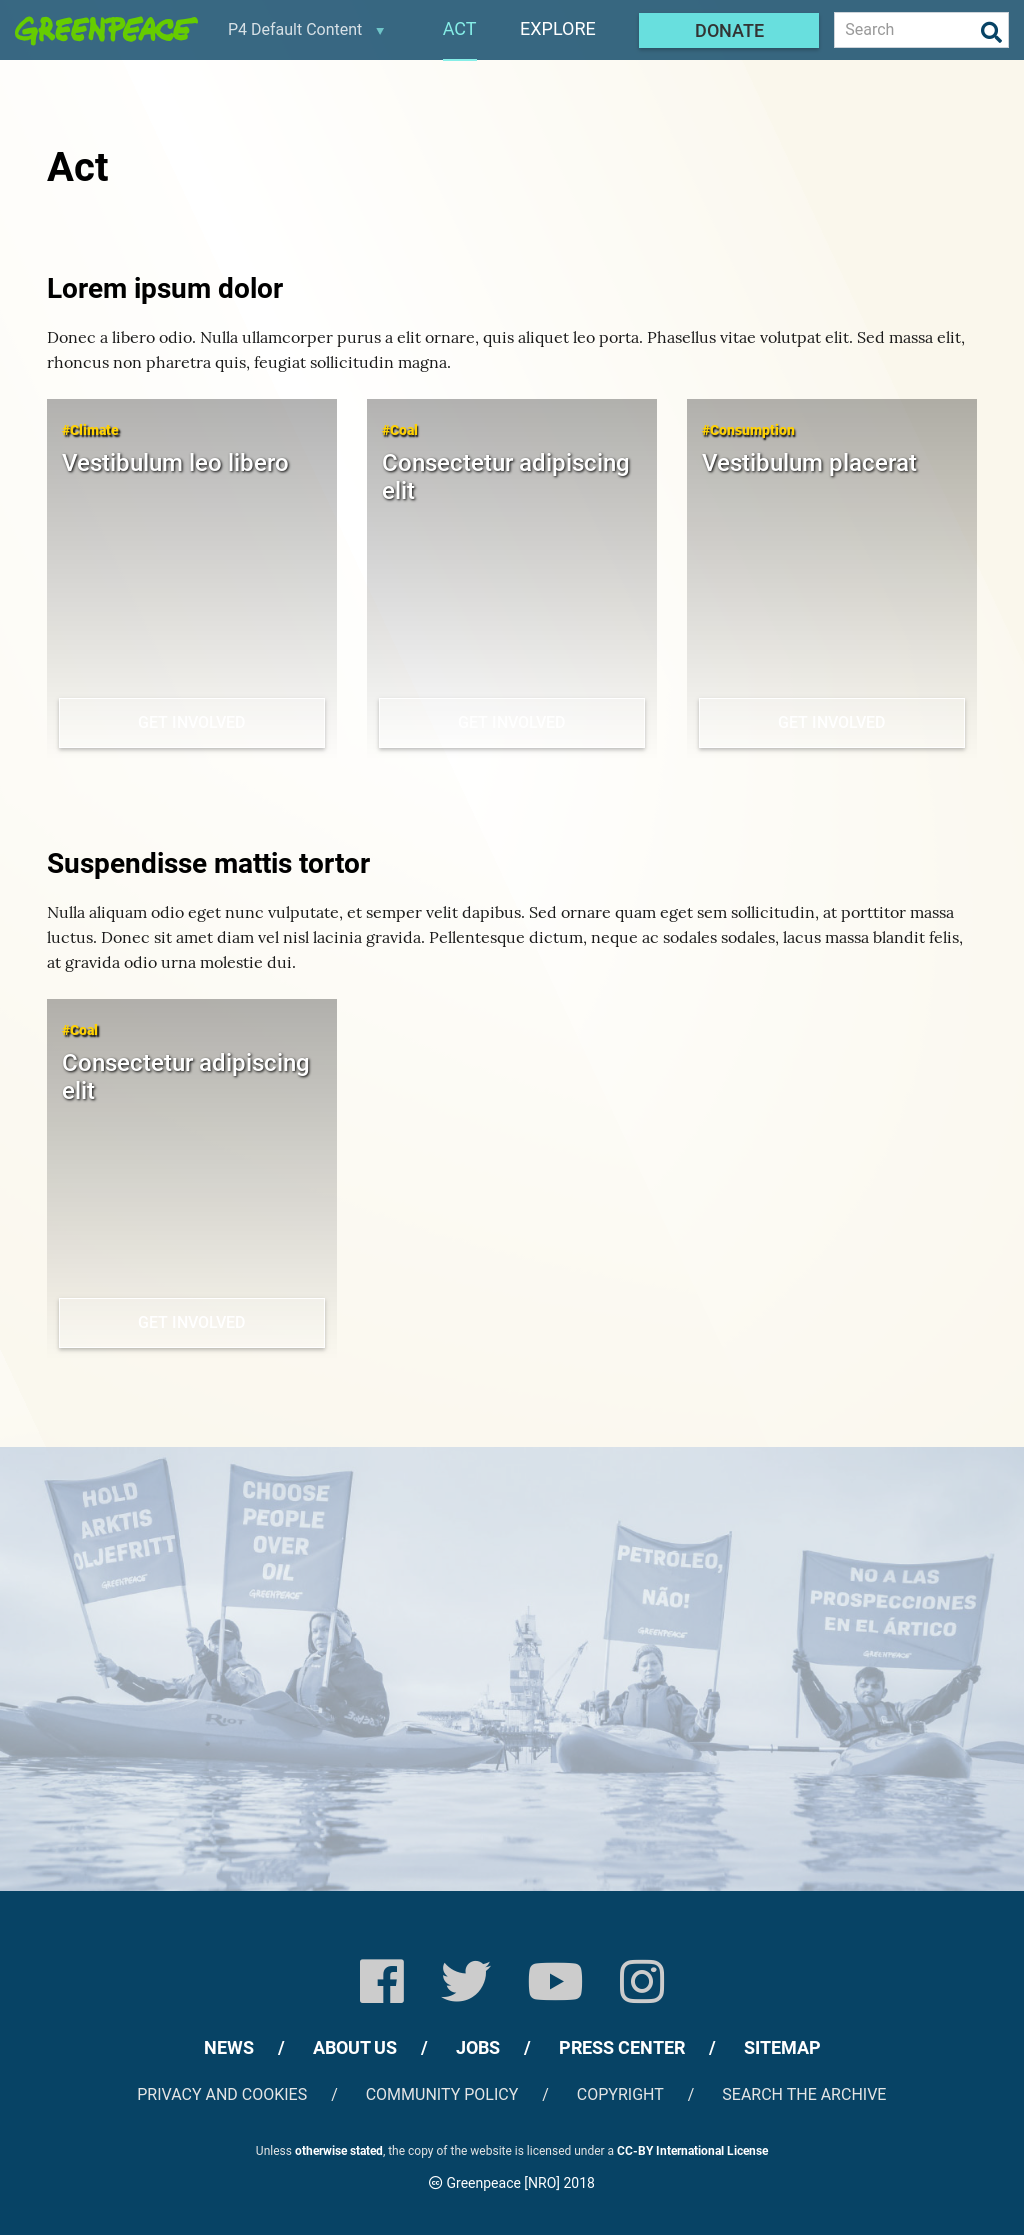 GREENPEACE P4 Default Content ▼ ACT EXPLORE DONATE Search
Act
Lorem ipsum dolor
Donec a libero odio. Nulla ullamcorper purus a elit ornare, quis aliquet leo porta. Phasellus vitae volutpat elit. Sed massa elit,
rhoncus non pharetra quis, feugiat sollicitudin magna.
#Climate
Vestibulum leo libero
GET INVOLVED
#Coal
Consectetur adipiscing
elit
GET INVOLVED
#Consumption
Vestibulum placerat
GET INVOLVED
Suspendisse mattis tortor
Nulla aliquam odio eget nunc vulputate, et semper velit dapibus. Sed ornare quam eget sem sollicitudin, at porttitor massa
luctus. Donec sit amet diam vel nisl lacinia gravida. Pellentesque dictum, neque ac sodales sodales, lacus massa blandit felis,
at gravida odio urna molestie dui.
#Coal
Consectetur adipiscing
elit
GET INVOLVED
HOLD
ARKTIS
OLJEFRITT
GREENPEACE
CHOOSE
PEOPLE
OVER
OIL
GREENPEACE
PETRÓLEO,
NÃO!
GREENPEACE
NO A LAS
PROSPECCIONES
EN EL ÁRTICO
GREENPEACE
RIOT
NEWS / ABOUT US / JOBS / PRESS CENTER / SITEMAP
PRIVACY AND COOKIES / COMMUNITY POLICY / COPYRIGHT / SEARCH THE ARCHIVE
Unless otherwise stated, the copy of the website is licensed under a CC-BY International License
🄯 Greenpeace [NRO] 2018